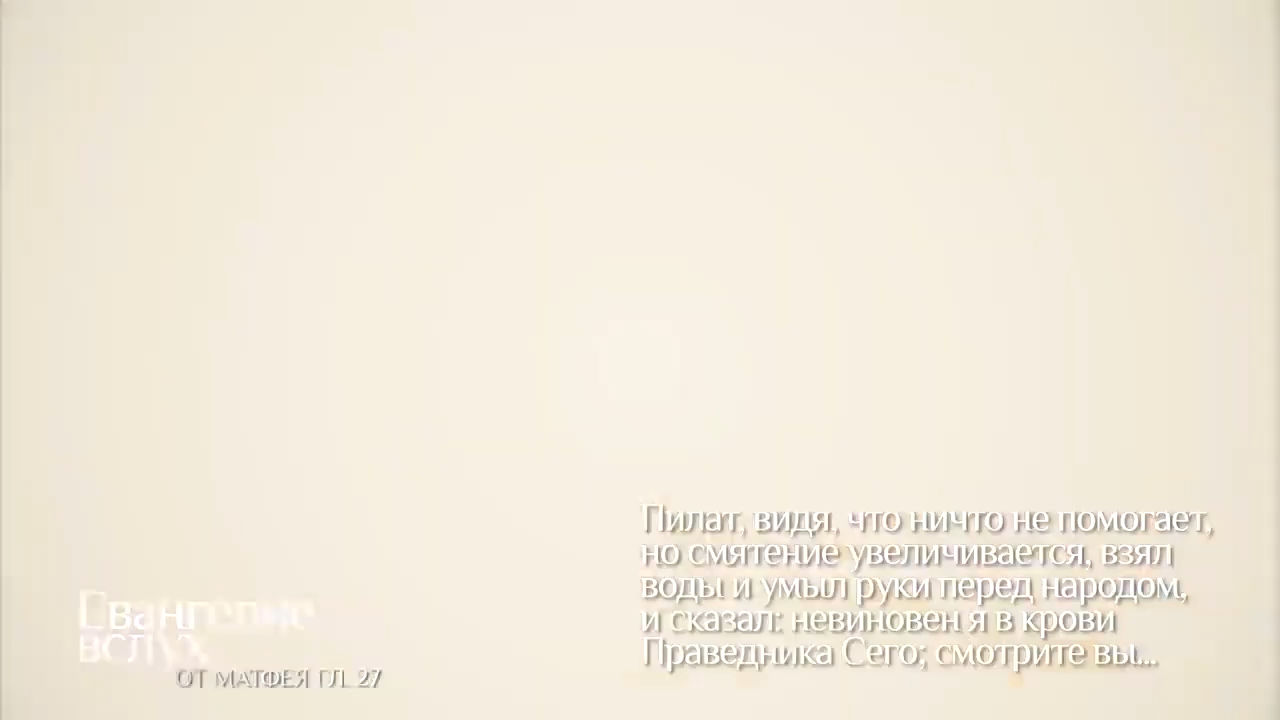 Пилат, видя, что ничто не помогает,
но смятение увеличивается, взял
воды и умыл руки перед народом,
и сказал: невиновен я в крови
Праведника Сего; смотрите вы...
Евангелие
вслух
ОТ МАТФЕЯ ГЛ. 27